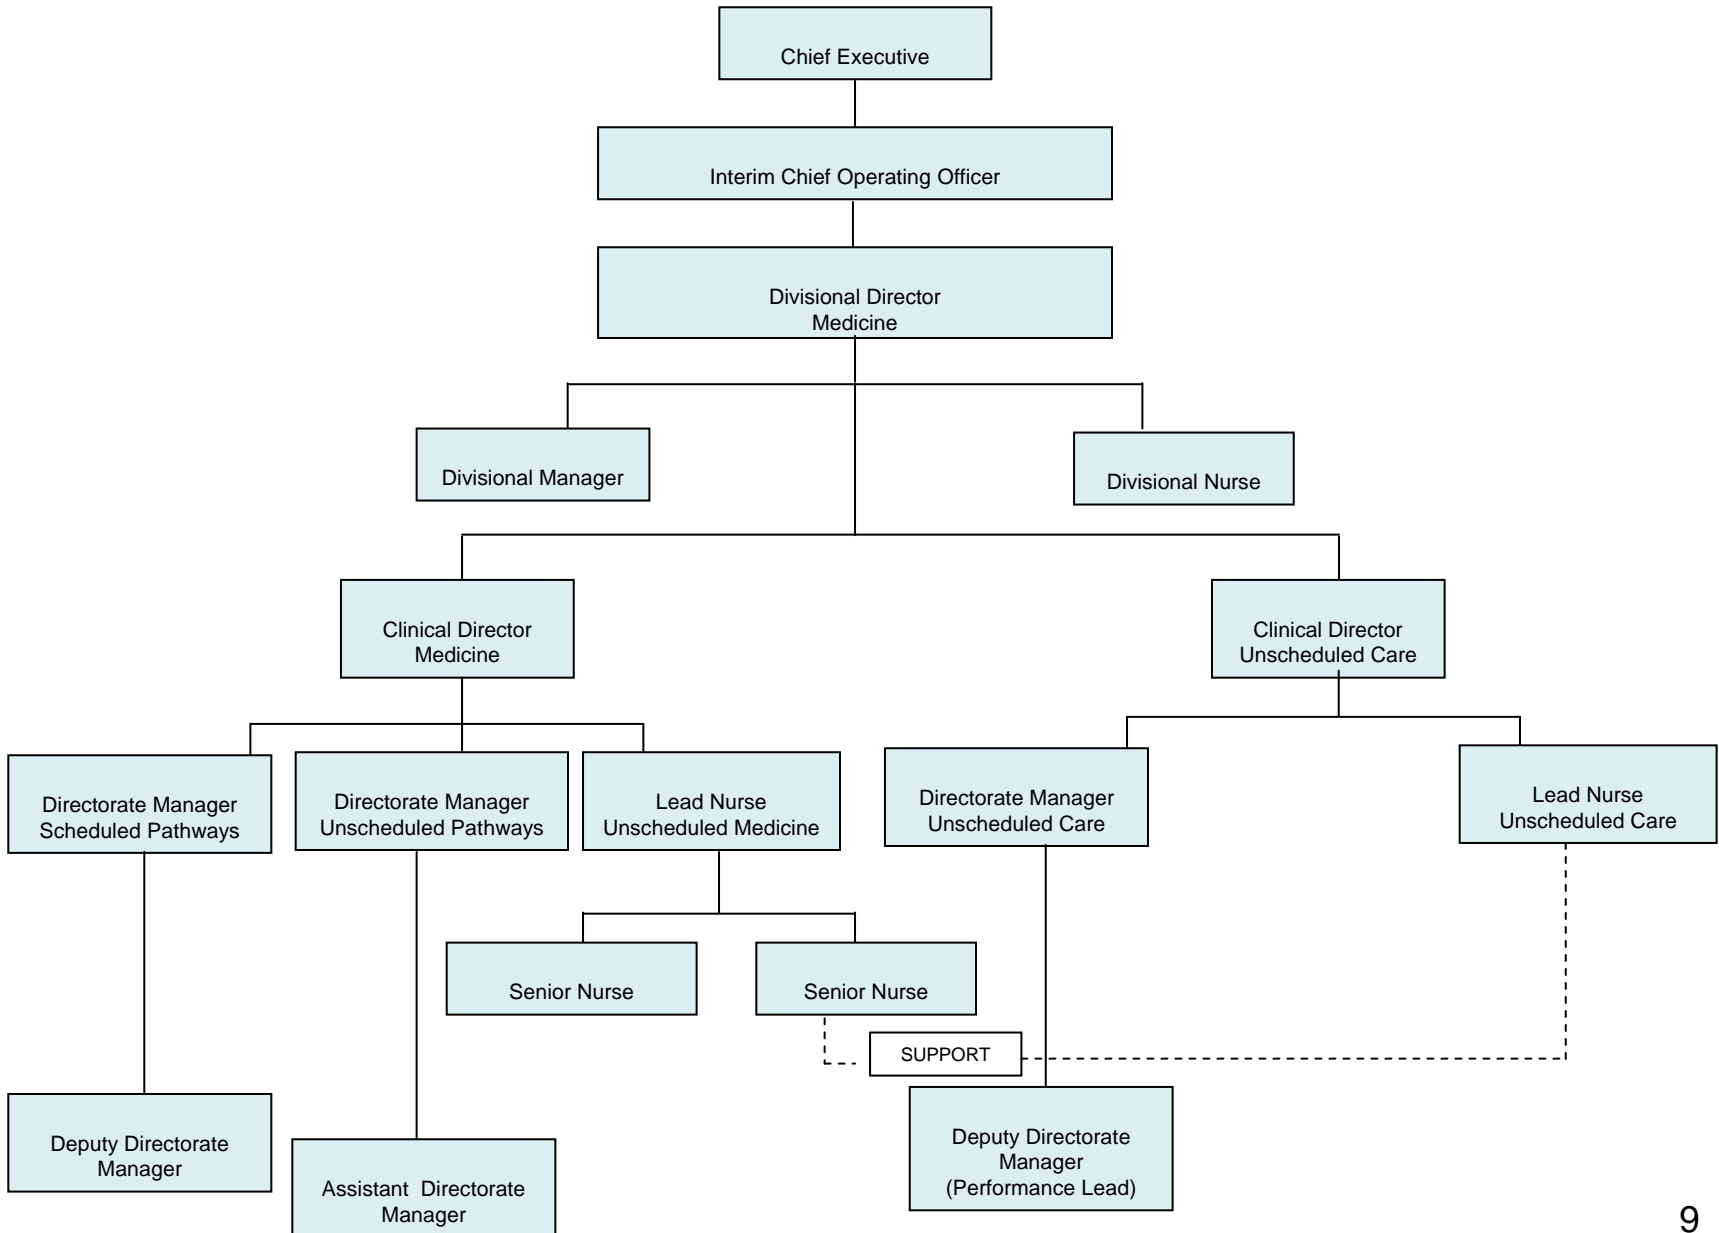 Chief Executive
Interim Chief Operating Officer
Divisional Director
Medicine
Divisional Manager
Divisional Nurse
Clinical Director
Medicine
Clinical Director
Unscheduled Care
Directorate Manager
Scheduled Pathways
Directorate Manager
Unscheduled Pathways
Lead Nurse
Unscheduled Medicine
Directorate Manager
Unscheduled Care
Lead Nurse
Unscheduled Care
Senior Nurse
Senior Nurse
SUPPORT
Deputy Directorate
Manager
Assistant Directorate
Manager
Deputy Directorate
Manager
(Performance Lead)
9